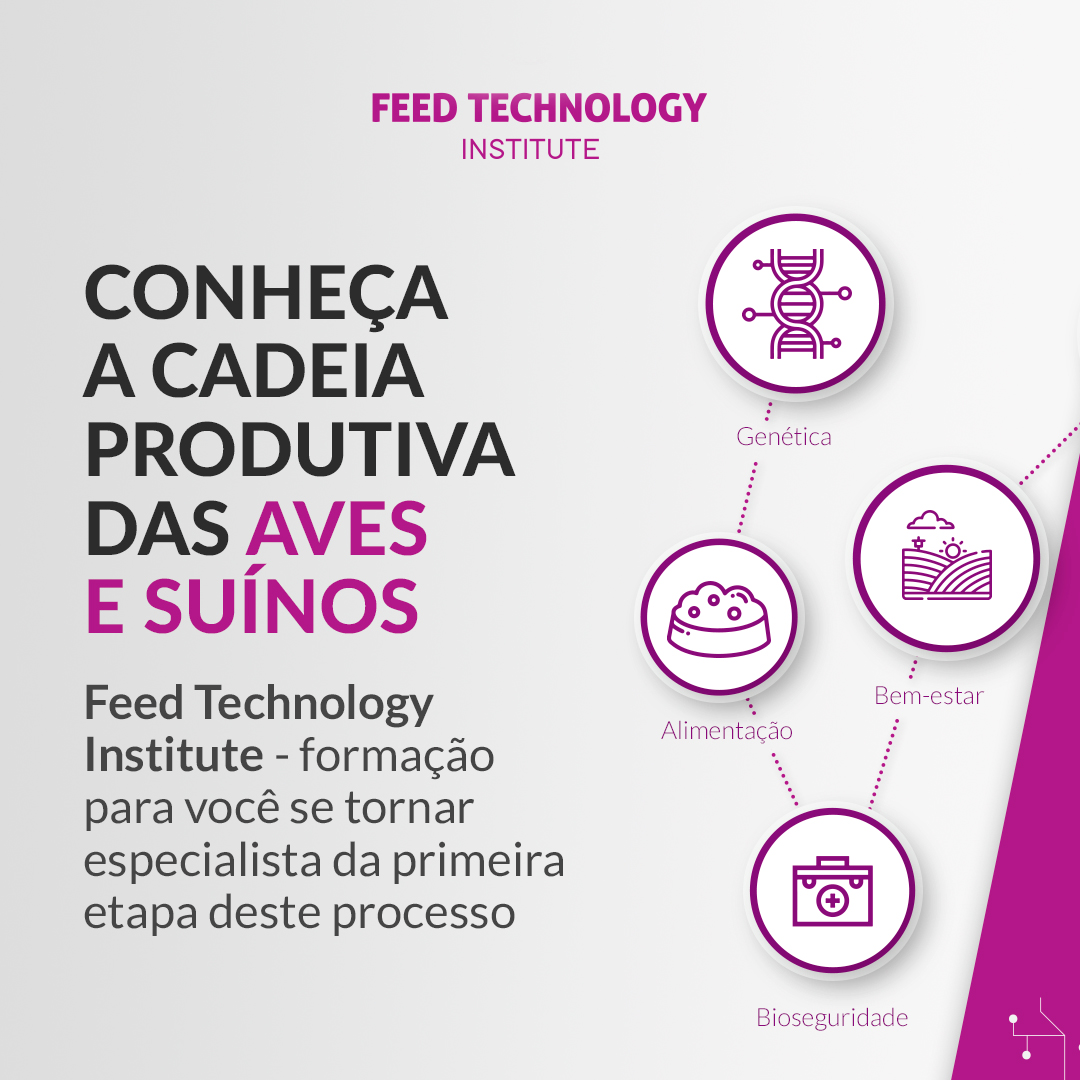 FEED TECHNOLOGY
INSTITUTE
CONHEÇA
A CADEIA
PRODUTIVA
DAS AVES
E SUÍNOS
Feed Technology
Institute - formação
para você se tornar
especialista da primeira
etapa deste processo
Genética
Alimentação
Bem-estar
Bioseguridade